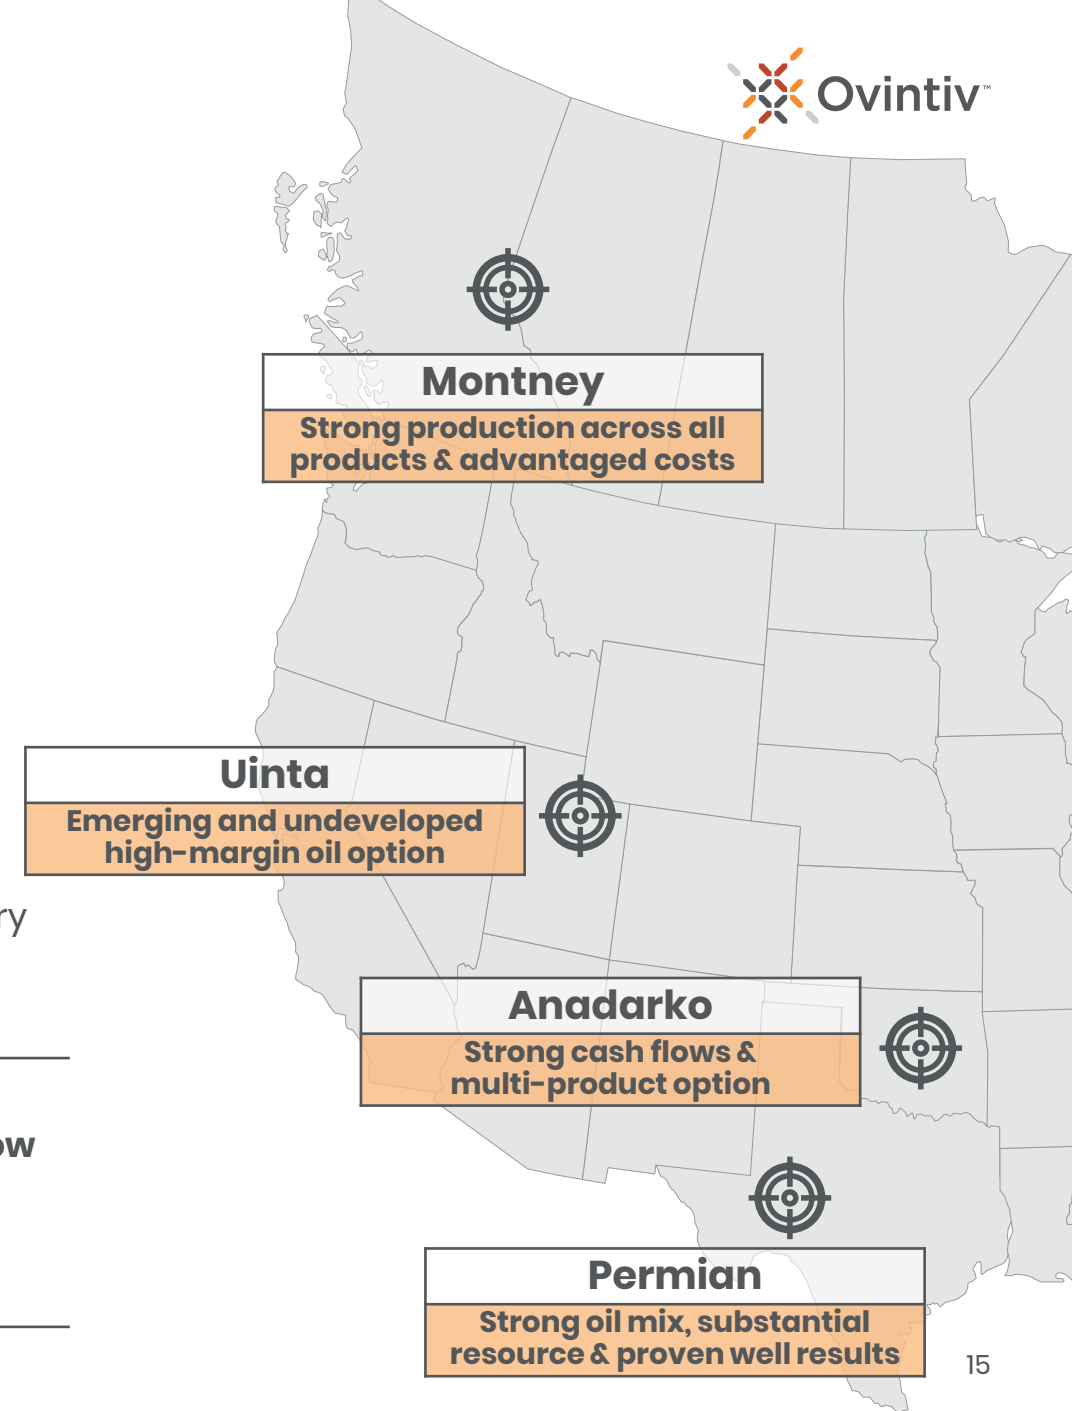 Ovintiv™
Montney
Strong production across all
products & advantaged costs
Uinta
Emerging and undeveloped
high-margin oil option
Anadarko
Strong cash flows &
multi-product option
Permian
Strong oil mix, substantial
resource & proven well results
15